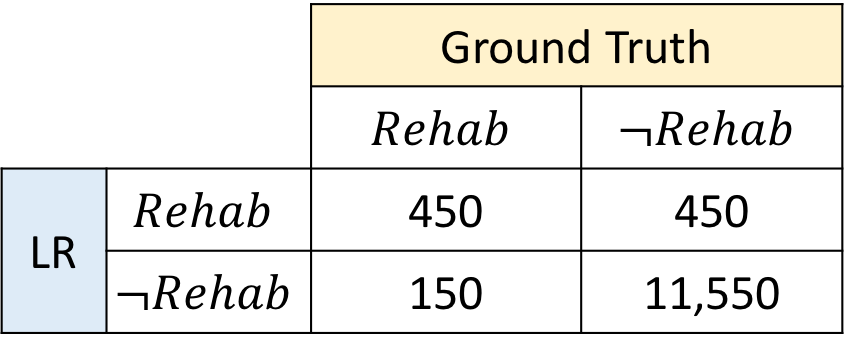 Ground Truth
Rehab ¬Rehab
LR
Rehab 450 450
¬Rehab 150 11,550